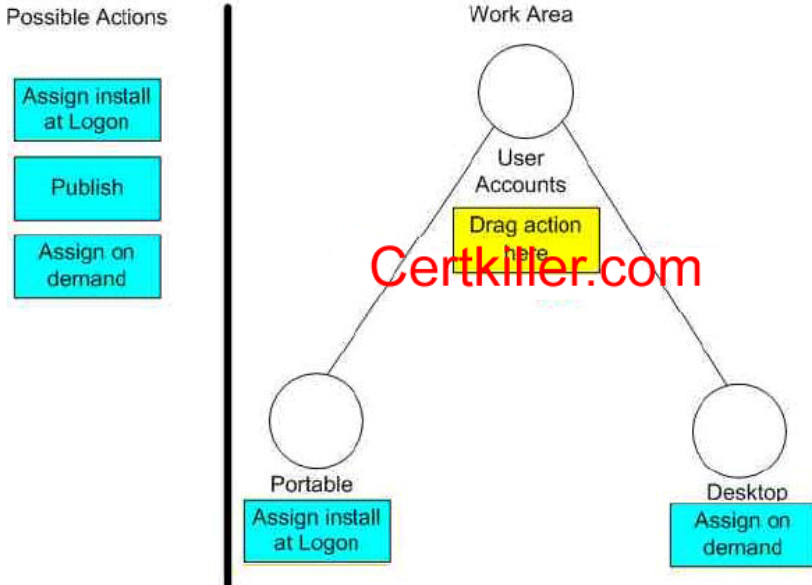 Possible Actions
Work Area
Assign install
at Logon
Publish
Assign on
demand
User
Accounts
Drag action
here
Certkiller.com
Portable
Assign install
at Logon
Desktop
Assign on
demand